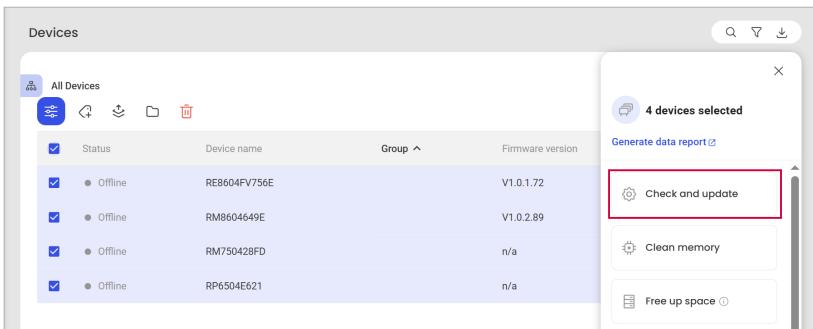 Devices
All Devices
4 devices selected
Generate data report
Status Device name Group Firmware version
Offline RE8604FV756E V1.0.1.72
Offline RM8604649E V1.0.2.89
Offline RM750428FD n/a
Offline RP6504E621 n/a
Check and update
Clean memory
Free up space